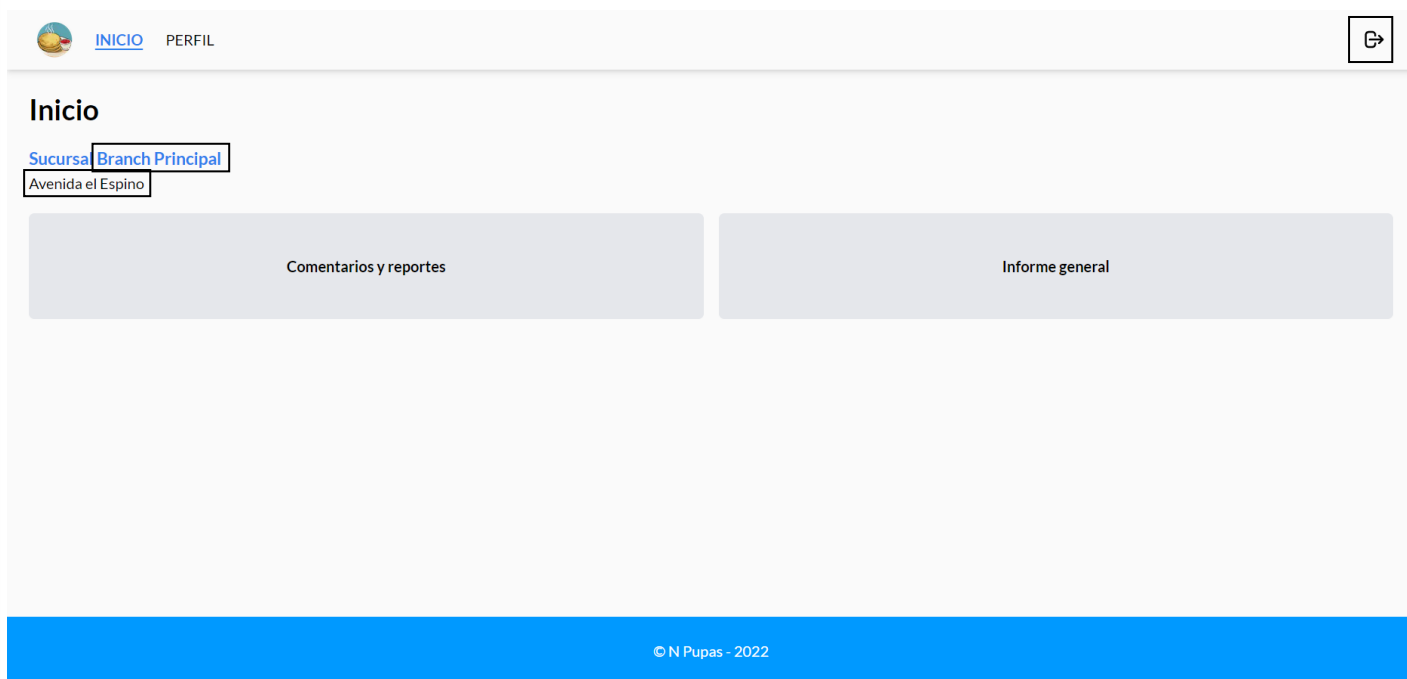 INICIO PERFIL
Inicio
Sucursal Branch Principal
Avenida el Espino
Comentarios y reportes
Informe general
© N Pupas - 2022